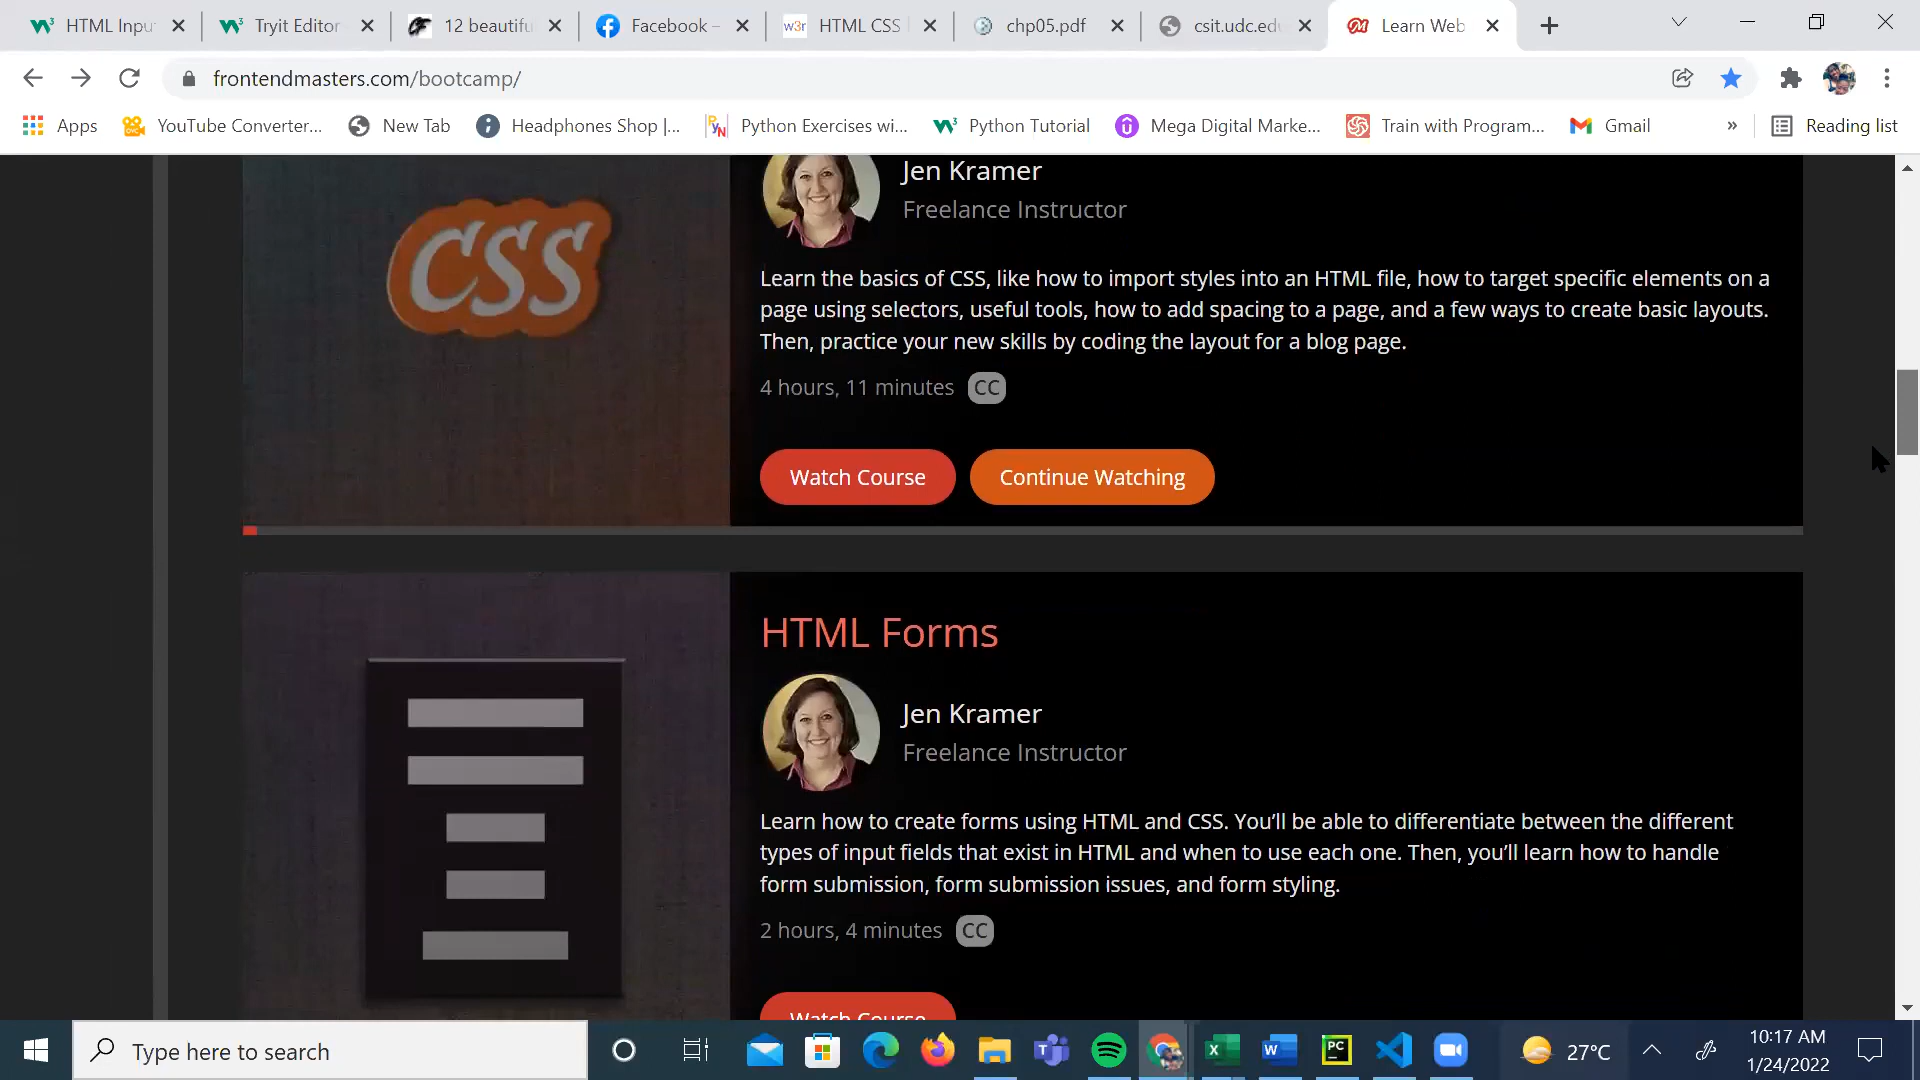 HTML Inpu
Tryit Editor
12 beautifu
Facebook –
w3r HTML CSS
chp05.pdf
csit.udc.ed
Learn Web
frontendmasters.com/bootcamp/
Apps
YouTube Converter...
New Tab
Headphones Shop |...
Python Exercises wi...
Python Tutorial
Mega Digital Marke...
Train with Program...
Gmail
»
Reading list
CSS
Jen Kramer
Freelance Instructor
Learn the basics of CSS, like how to import styles into an HTML file, how to target specific elements on a
page using selectors, useful tools, how to add spacing to a page, and a few ways to create basic layouts.
Then, practice your new skills by coding the layout for a blog page.
4 hours, 11 minutes CC
Watch Course
Continue Watching
HTML Forms
Jen Kramer
Freelance Instructor
Learn how to create forms using HTML and CSS. You’ll be able to differentiate between the different
types of input fields that exist in HTML and when to use each one. Then, you’ll learn how to handle
form submission, form submission issues, and form styling.
2 hours, 4 minutes CC
Watch Course
Type here to search
27°C
10:17 AM
1/24/2022